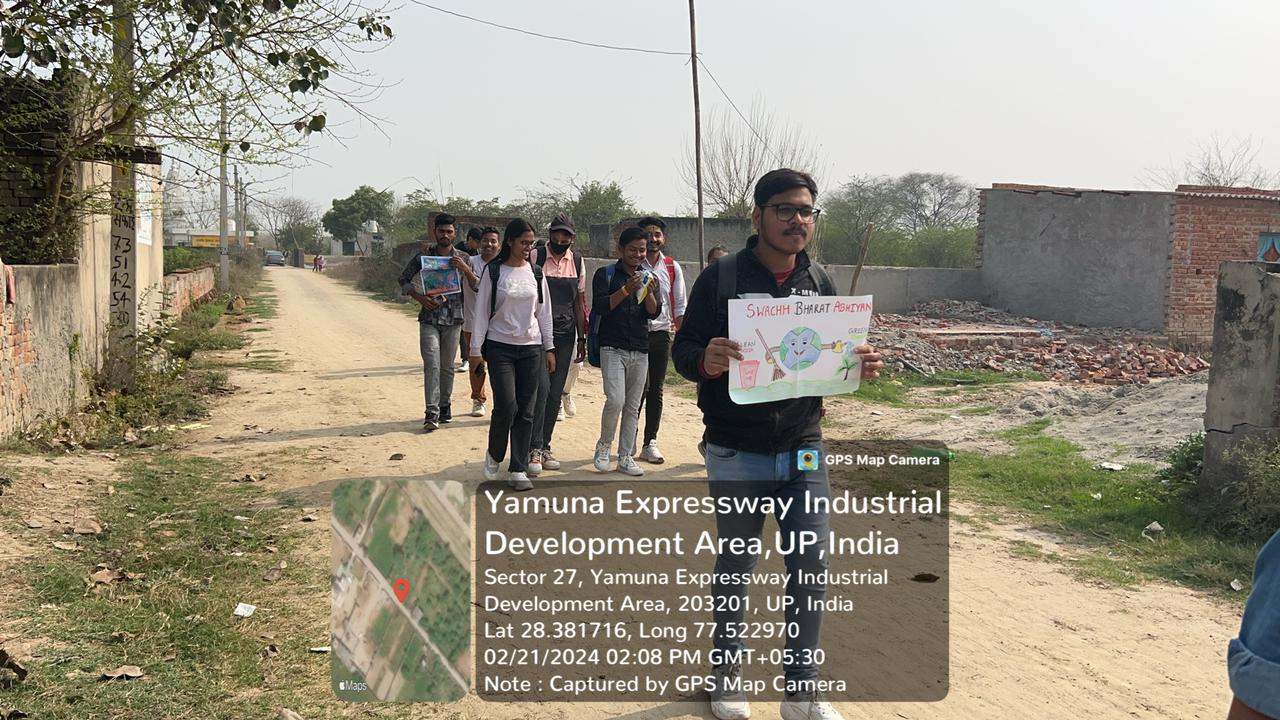 SWACHH BHARAT ABHIYAN
CLEAN
GREEN
GPS Map Camera
Yamuna Expressway Industrial
Development Area,UP,India
Sector 27, Yamuna Expressway Industrial
Development Area, 203201, UP, India
Lat 28.381716, Long 77.522970
02/21/2024 02:08 PM GMT+05:30
Note : Captured by GPS Map Camera
Maps